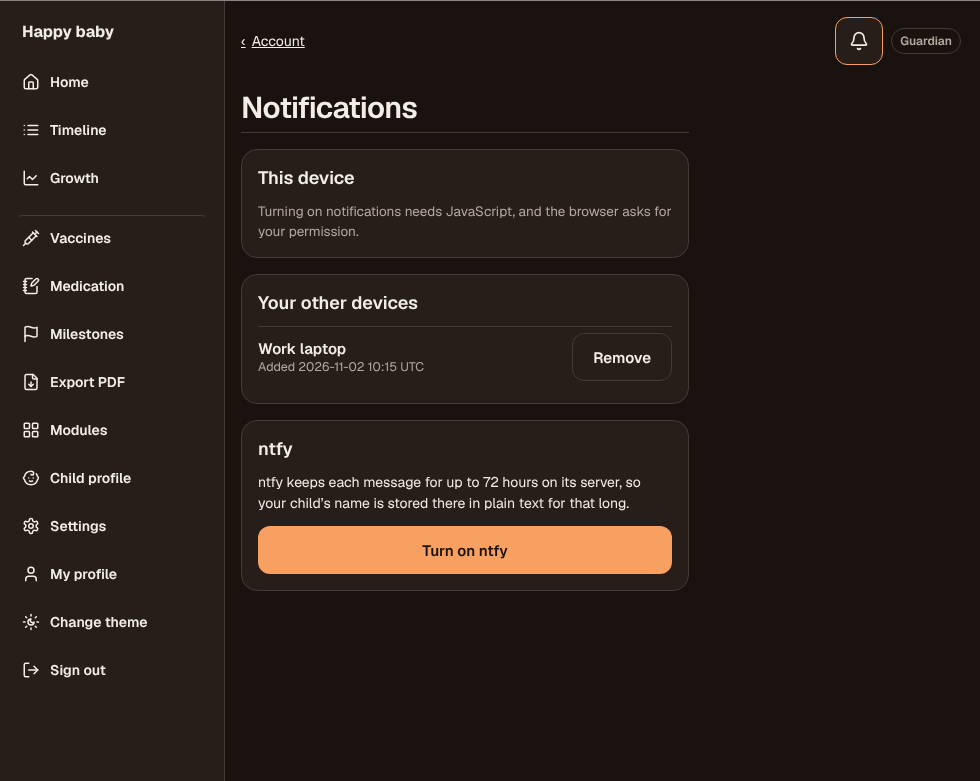 Happy baby
Home
Timeline
Growth
Vaccines
Medication
Milestones
Export PDF
Modules
Child profile
Settings
My profile
Change theme
Sign out
‹ Account
Guardian
Notifications
This device
Turning on notifications needs JavaScript, and the browser asks for
your permission.
Your other devices
Work laptop
Added 2026-11-02 10:15 UTC
Remove
ntfy
ntfy keeps each message for up to 72 hours on its server, so
your child’s name is stored there in plain text for that long.
Turn on ntfy